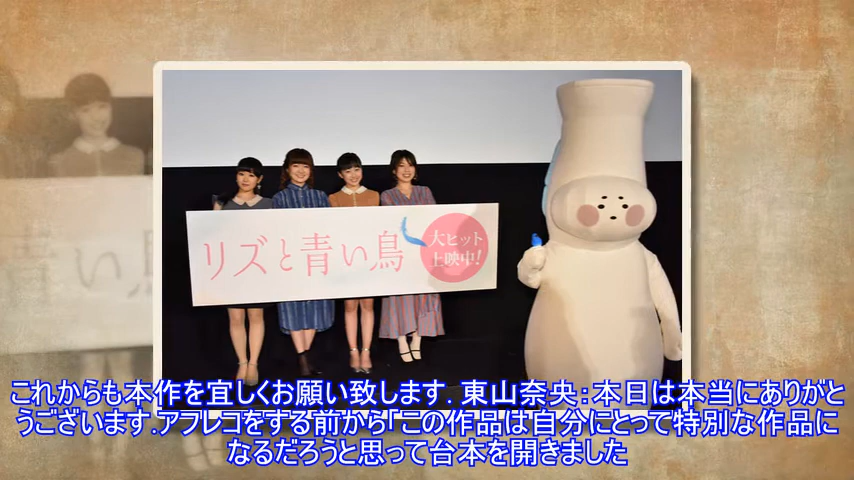 リズと青い鳥
大ヒット
上映中!
い鳥
これからも本作を宜しくお願い致します. 東山奈央:本日は本当にありがと
うございます.アフレコをする前から「この作品は自分にとって特別な作品に
なるだろうと思って台本を開きました